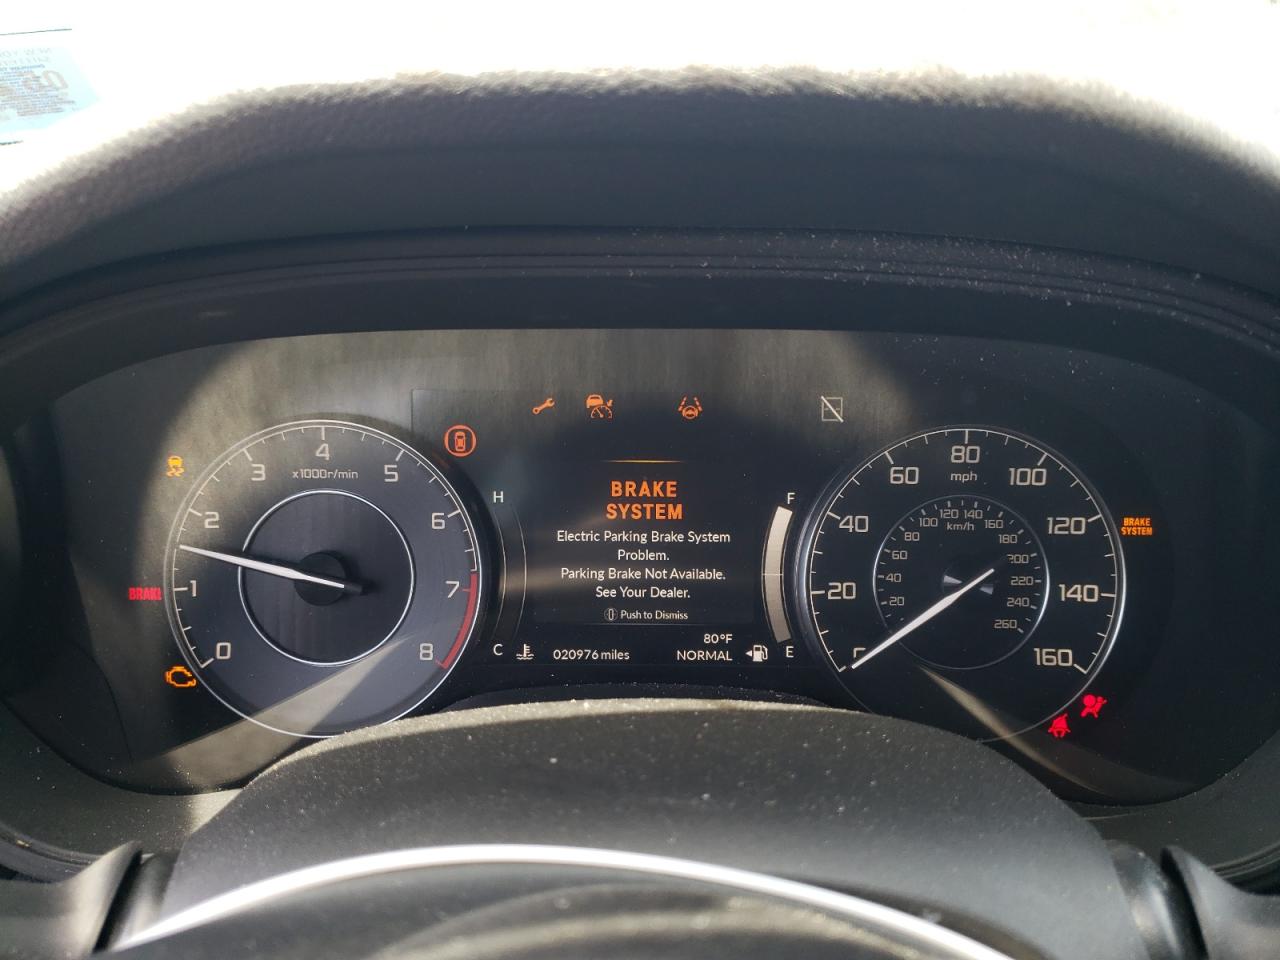 0
1
2
3
4
5
6
7
8
x1000r/min
BRAKE
H
C
BRAKE
SYSTEM
Electric Parking Brake System
Problem.
Parking Brake Not Available.
See Your Dealer.
Push to Dismiss
020976 miles
80°F
NORMAL
F
E
20
40
60
80
100
120
140
160
mph
20
40
60
80
100
120
140
160
180
200
220
240
260
km/h
BRAKE
SYSTEM